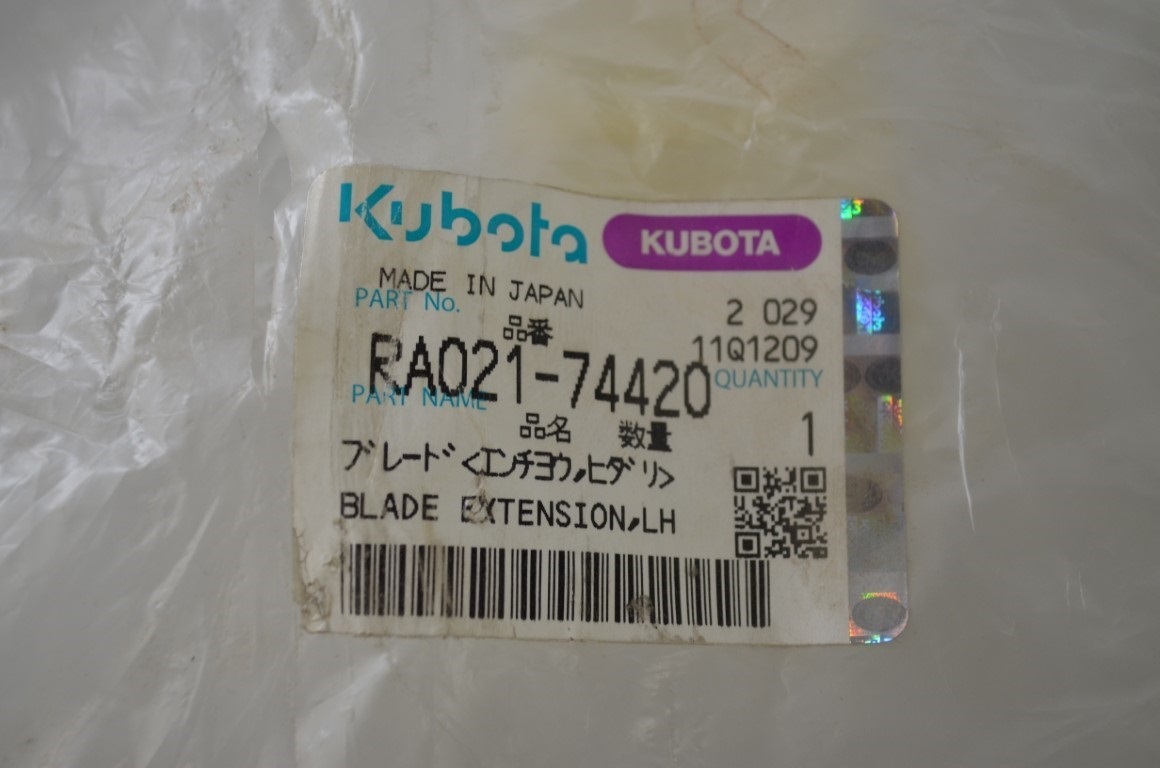 Kubota KUBOTA
MADE IN JAPAN
PART No.
2 029
品番
11Q1209
RA021-74420
QUANTITY
PART NAME
品名 数量
1
ブレード<エンチヨウ,ヒダリ>
BLADE EXTENSION,LH